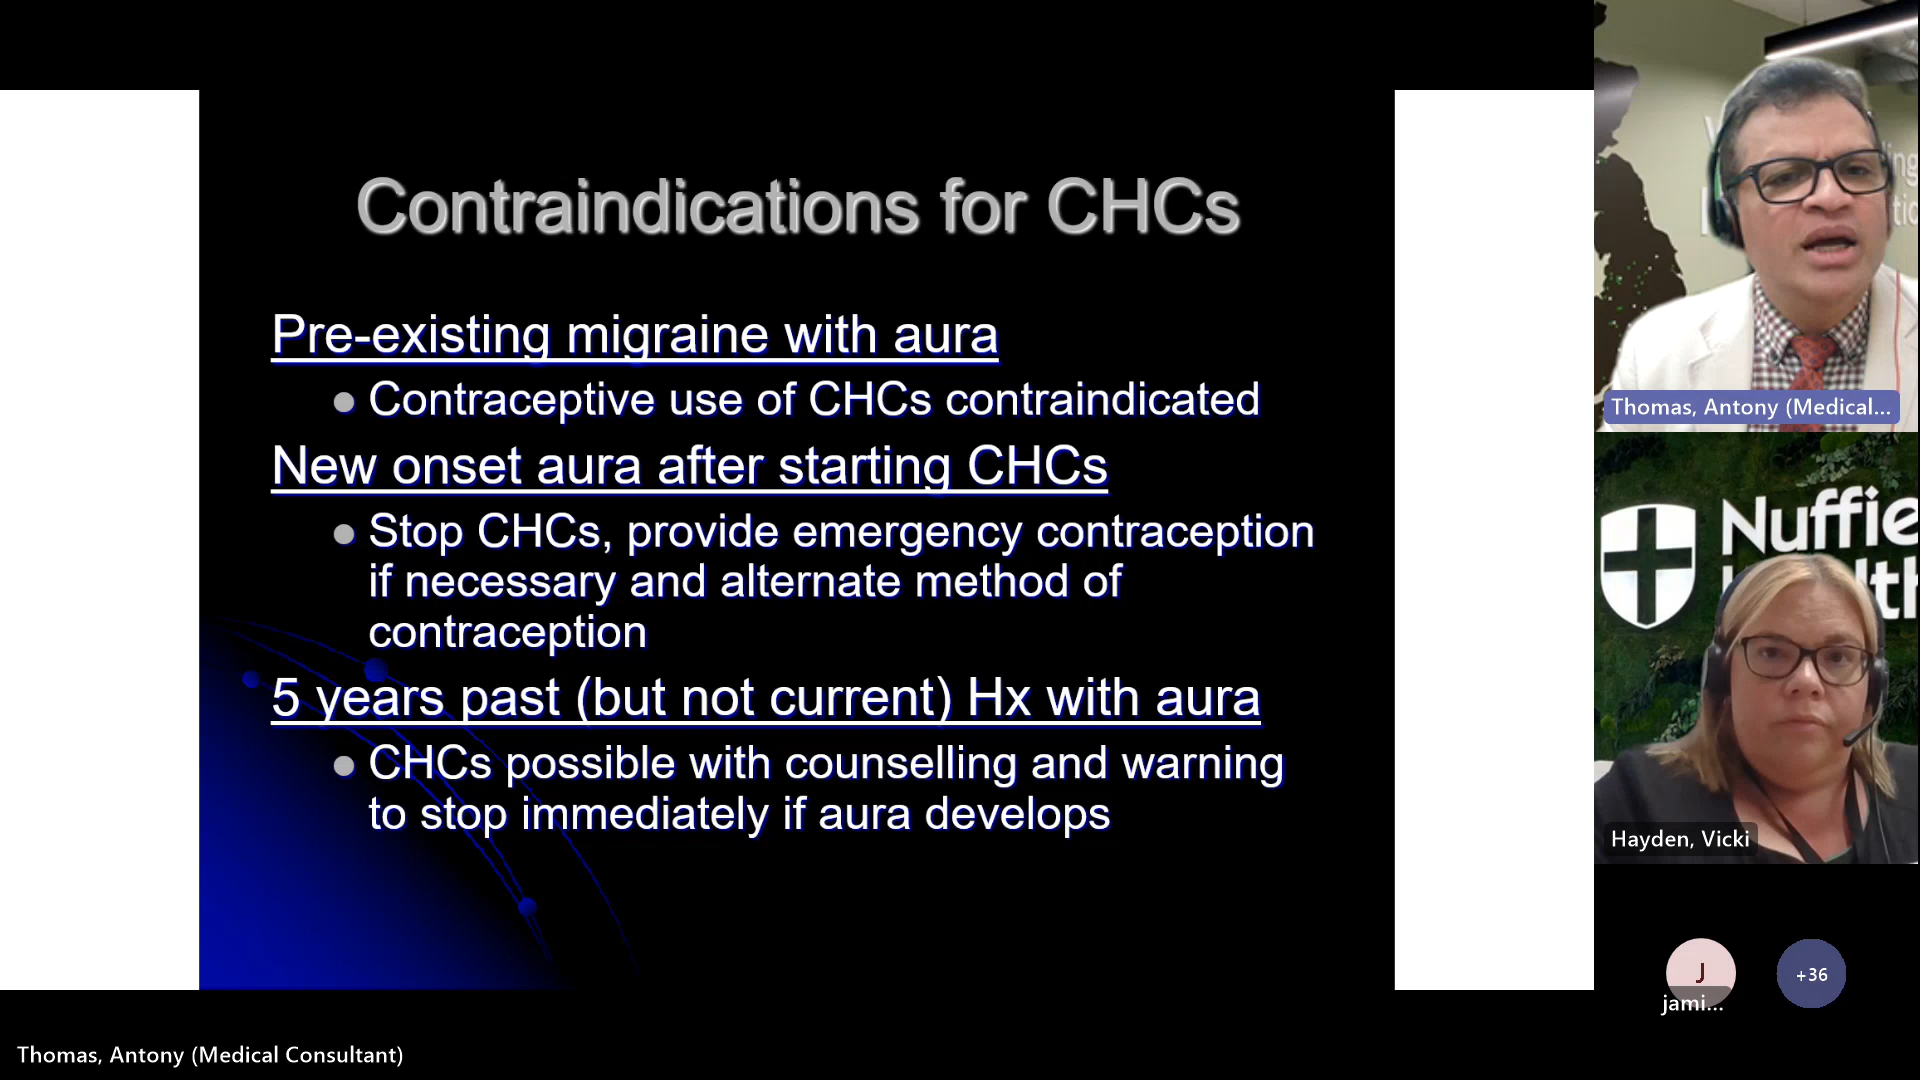 Contraindications for CHCs
Pre-existing migraine with aura
Contraceptive use of CHCs contraindicated
New onset aura after starting CHCs
Stop CHCs, provide emergency contraception
if necessary and alternate method of
contraception
5 years past (but not current) Hx with aura
CHCs possible with counselling and warning
to stop immediately if aura develops
Thomas, Antony (Medical...
Nuffie
Hayden, Vicki
J
jami...
+36
Thomas, Antony (Medical Consultant)